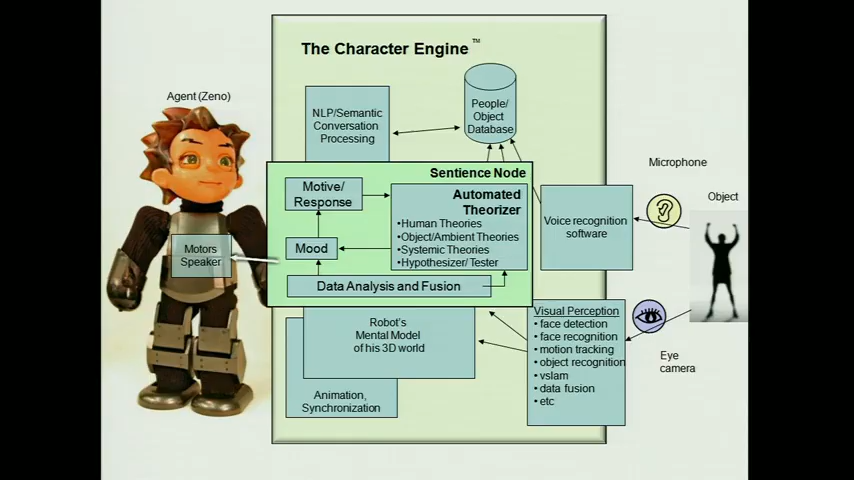 The Character Engine ™
Agent (Zeno)
NLP/Semantic
Conversation
Processing
People/
Object
Database
Microphone
Object
Sentience Node
Motive/
Response
Automated
Theorizer
•Human Theories
•Object/Ambient Theories
•Systemic Theories
•Hypothesizer/ Tester
Mood
Data Analysis and Fusion
Voice recognition
software
Motors
Speaker
Robot's
Mental Model
of his 3D world
Visual Perception
• face detection
• face recognition
• motion tracking
• object recognition
• vslam
• data fusion
• etc
Eye
camera
Animation,
Synchronization